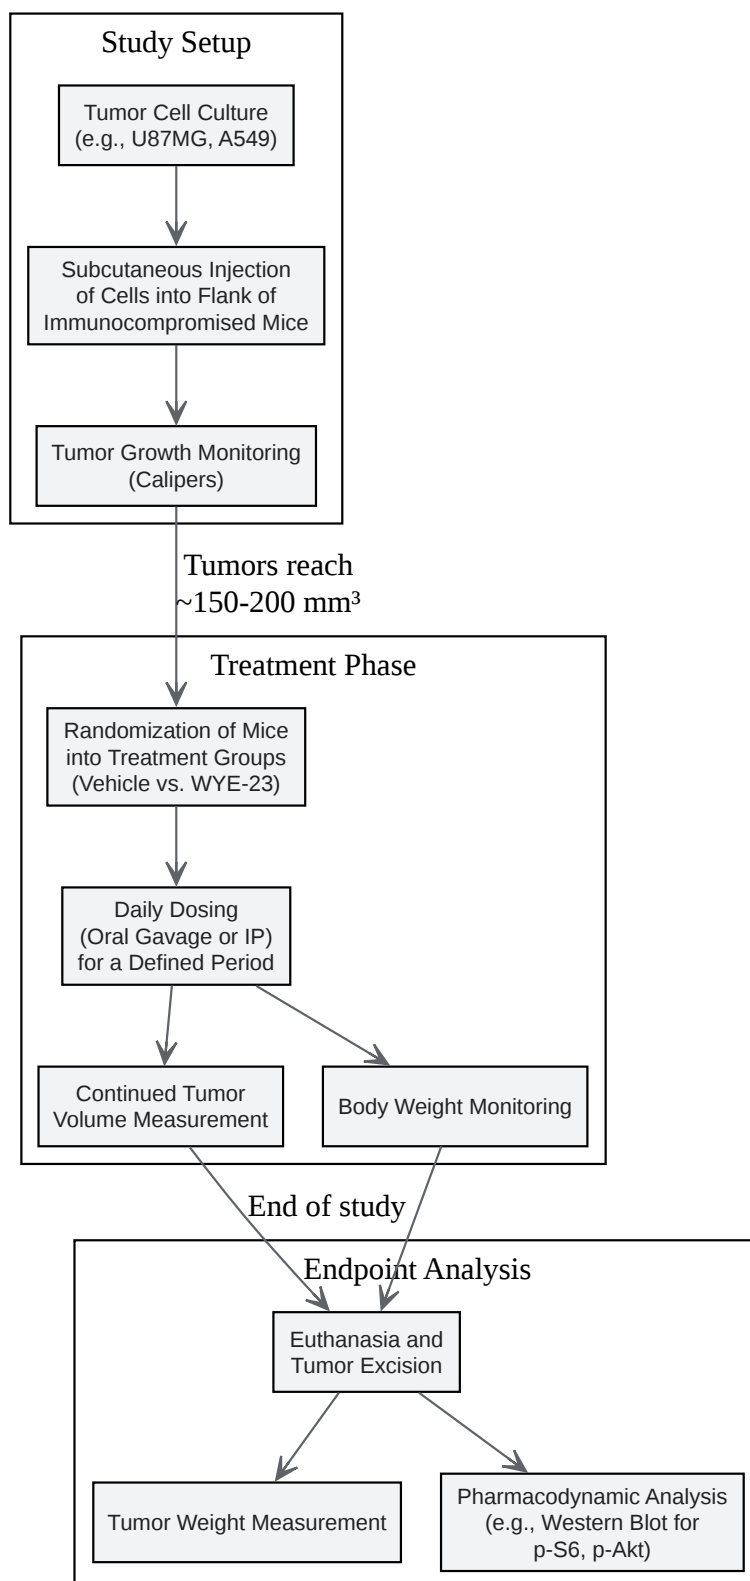 Study Setup
Tumor Cell Culture
(e.g., U87MG, A549)
Subcutaneous Injection
of Cells into Flank of
Immunocompromised Mice
Tumor Growth Monitoring
(Calipers)
Tumors reach
~150-200 mm³
Treatment Phase
Randomization of Mice
into Treatment Groups
(Vehicle vs. WYE-23)
Daily Dosing
(Oral Gavage or IP)
for a Defined Period
Continued Tumor
Volume Measurement
Body Weight Monitoring
End of study
Endpoint Analysis
Euthanasia and
Tumor Excision
Tumor Weight Measurement
Pharmacodynamic Analysis
(e.g., Western Blot for
p-S6, p-Akt)